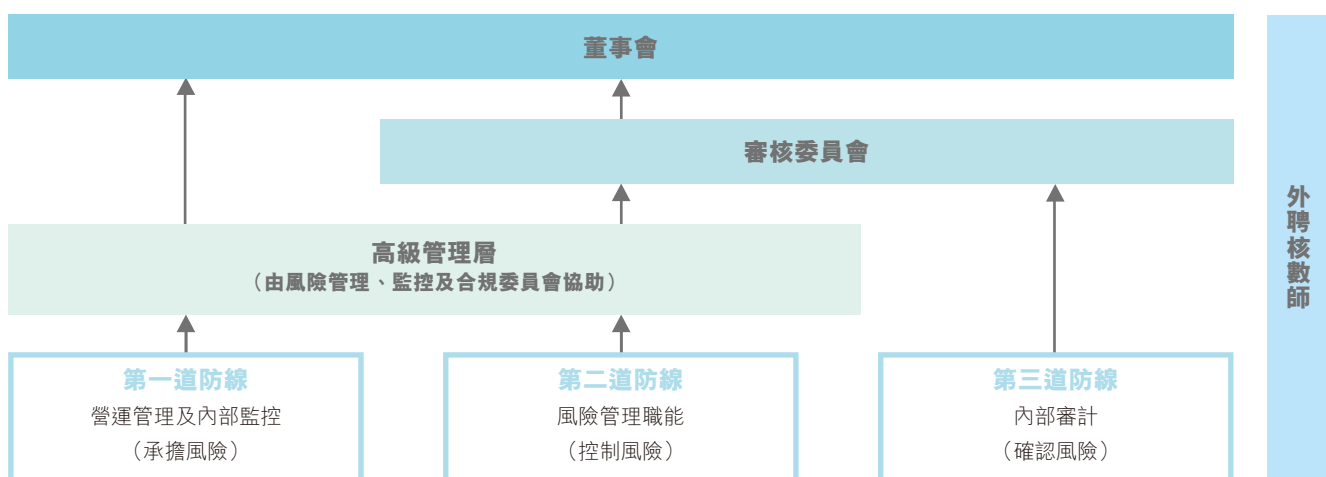 董事會
審核委員會
高級管理層
（由風險管理、監控及合規委員會協助）
第一道防線
營運管理及內部監控
（承擔風險）
第二道防線
風險管理職能
（控制風險）
第三道防線
內部審計
（確認風險）
外聘核數師